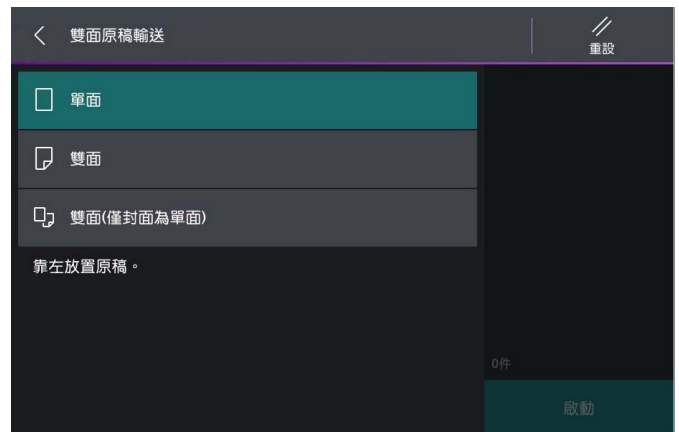 雙面原稿輸送
重設
單面
雙面
雙面(僅封面為單面)
靠左放置原稿。
0件
啟動